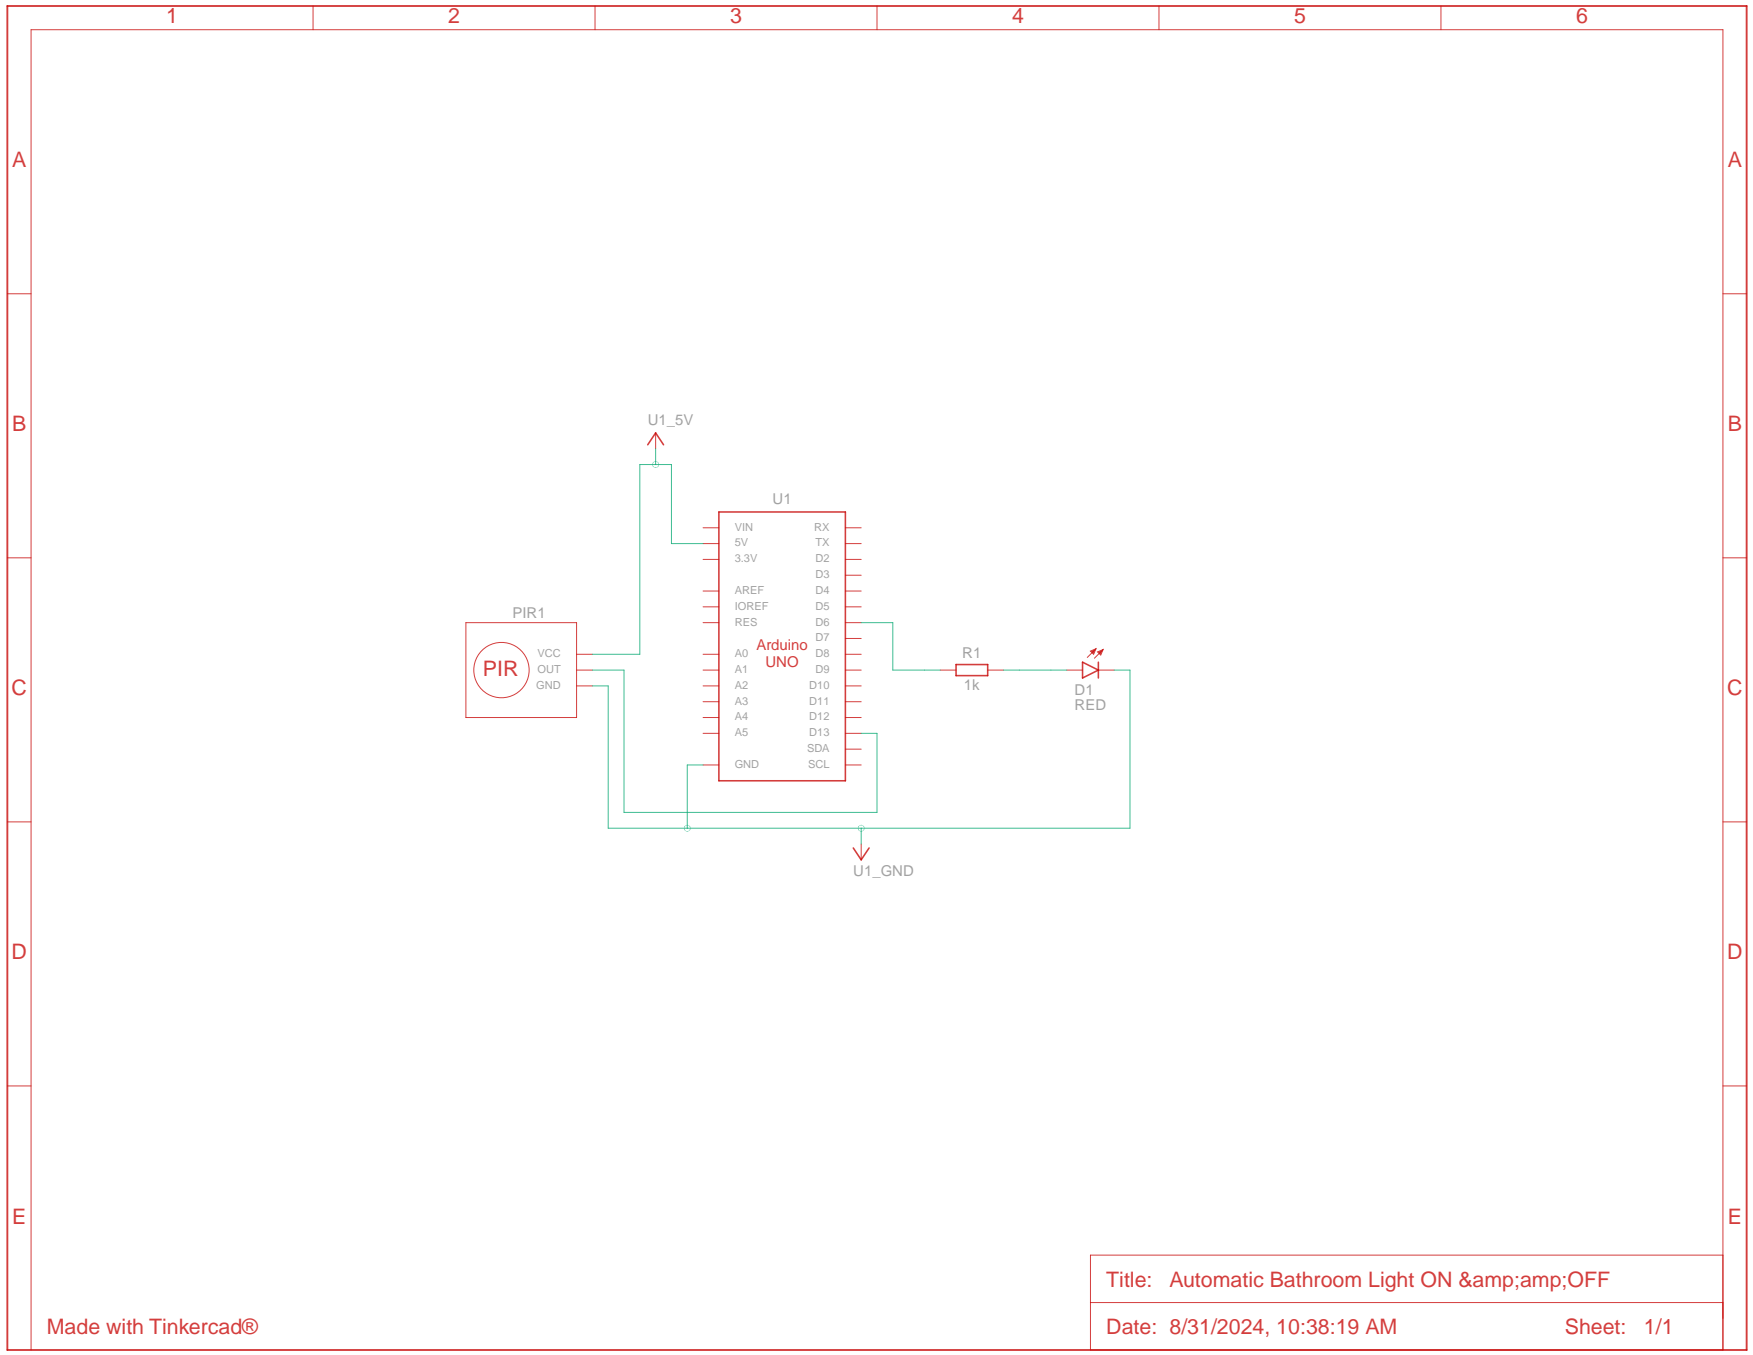 1 2 3 4 5 6
A A
B B
U1_5V
U1
VIN RX
5V TX
3.3V D2
D3
AREF D4
IOREF D5
RES D6
D7
A0 D8
A1 D9
A2 D10
A3 D11
A4 D12
A5 D13
SDA
GND SCL
Arduino
UNO
PIR1
PIR
VCC
OUT
GND
R1
1k
D1
RED
C C
U1_GND
D D
E E
Title: Automatic Bathroom Light ON &amp;amp;OFF
Date: 8/31/2024, 10:38:19 AM Sheet: 1/1
Made with Tinkercad®